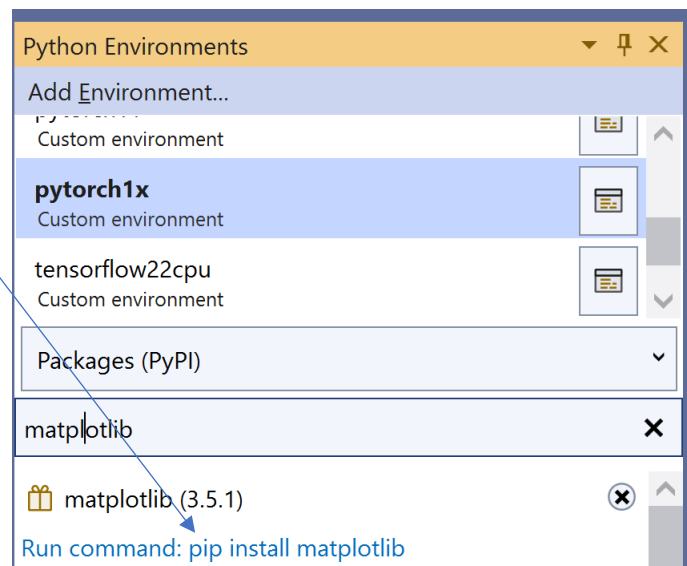 Python Environments
Add Environment...
Custom environment
pytorch1x
Custom environment
tensorflow22cpu
Custom environment
Packages (PyPI)
matplotlib
matplotlib (3.5.1)
Run command: pip install matplotlib